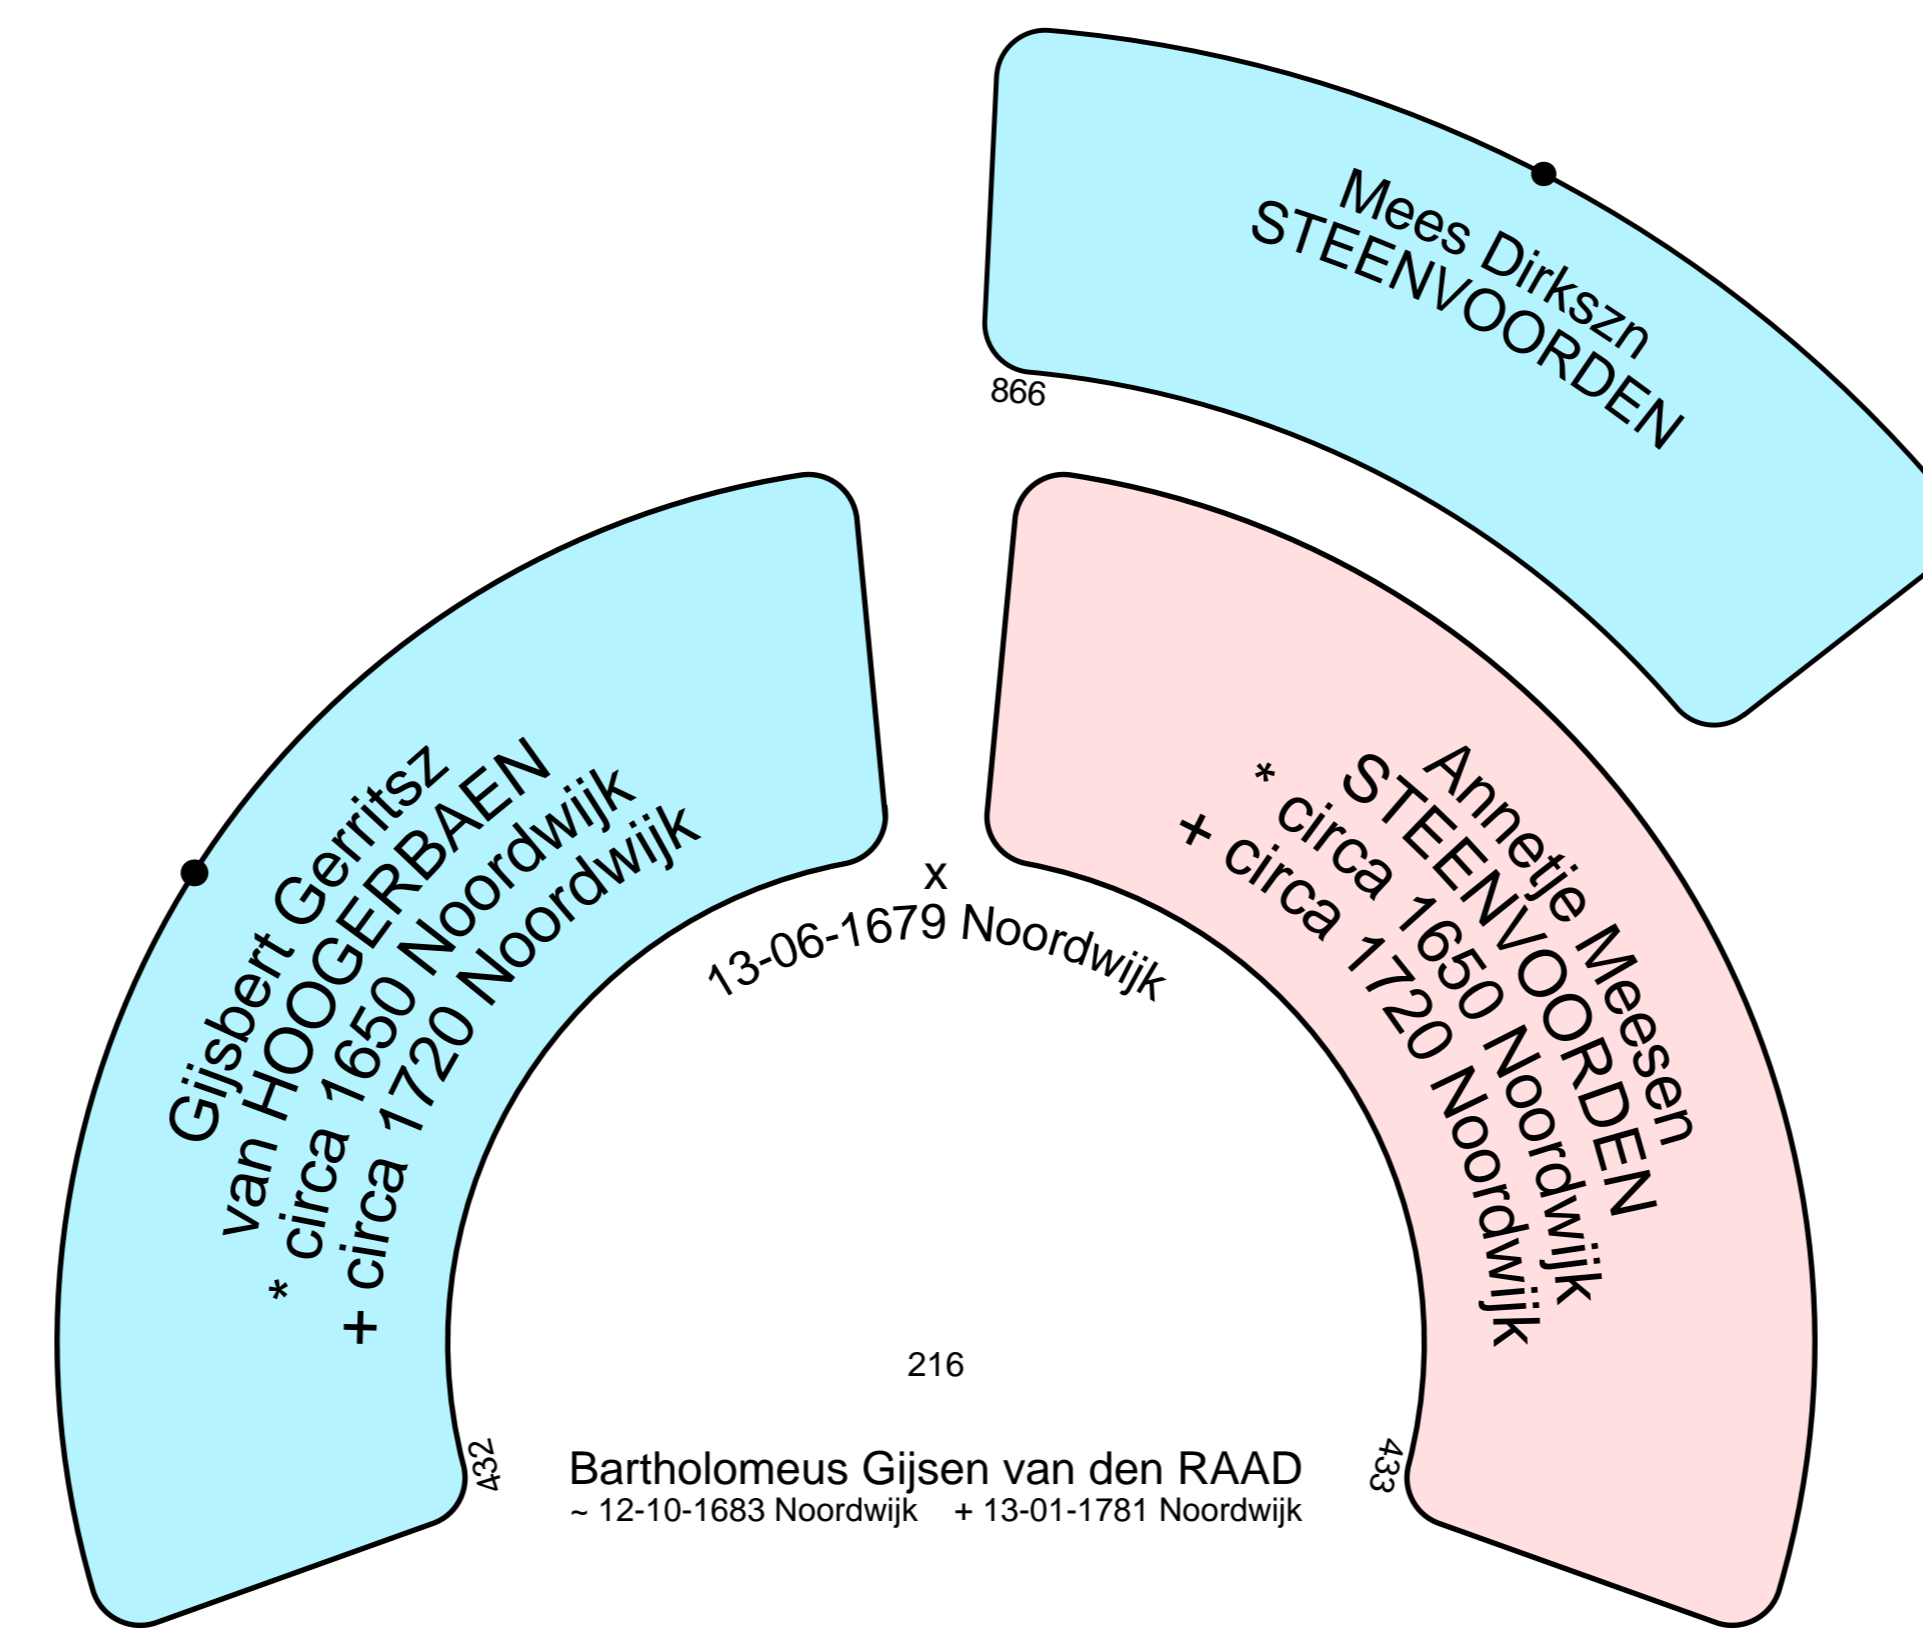 Mees Dirkszn
STEENVOORDEN
866
Gijsbert Gerritsz
van HOOGERBAEN
* circa 1650 Noordwijk
+ circa 1720 Noordwijk
432
Annetje Meesen
STEENVOORDEN
* circa 1650 Noordwijk
+ circa 1720 Noordwijk
433
x
13-06-1679 Noordwijk
216
Bartholomeus Gijsen van den RAAD
~ 12-10-1683 Noordwijk + 13-01-1781 Noordwijk